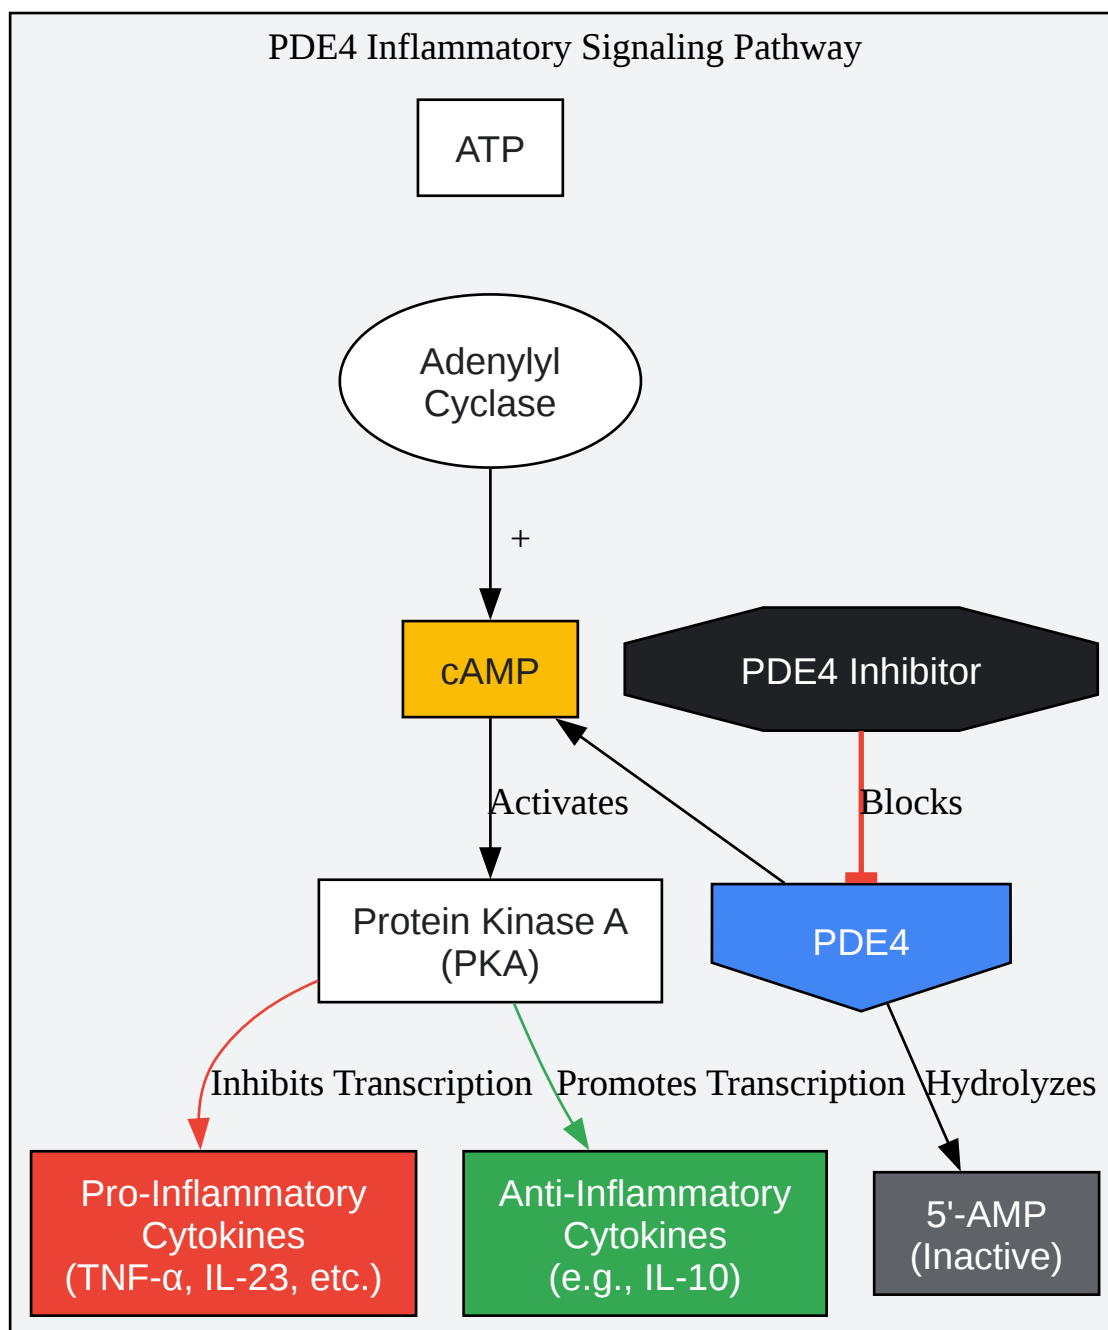 PDE4 Inflammatory Signaling Pathway
ATP
Adenylyl
Cyclase
+
cAMP
PDE4 Inhibitor
Activates
Blocks
Protein Kinase A
(PKA)
PDE4
Inhibits Transcription
Promotes Transcription
Hydrolyzes
Pro-Inflammatory
Cytokines
(TNF-α, IL-23, etc.)
Anti-Inflammatory
Cytokines
(e.g., IL-10)
5'-AMP
(Inactive)